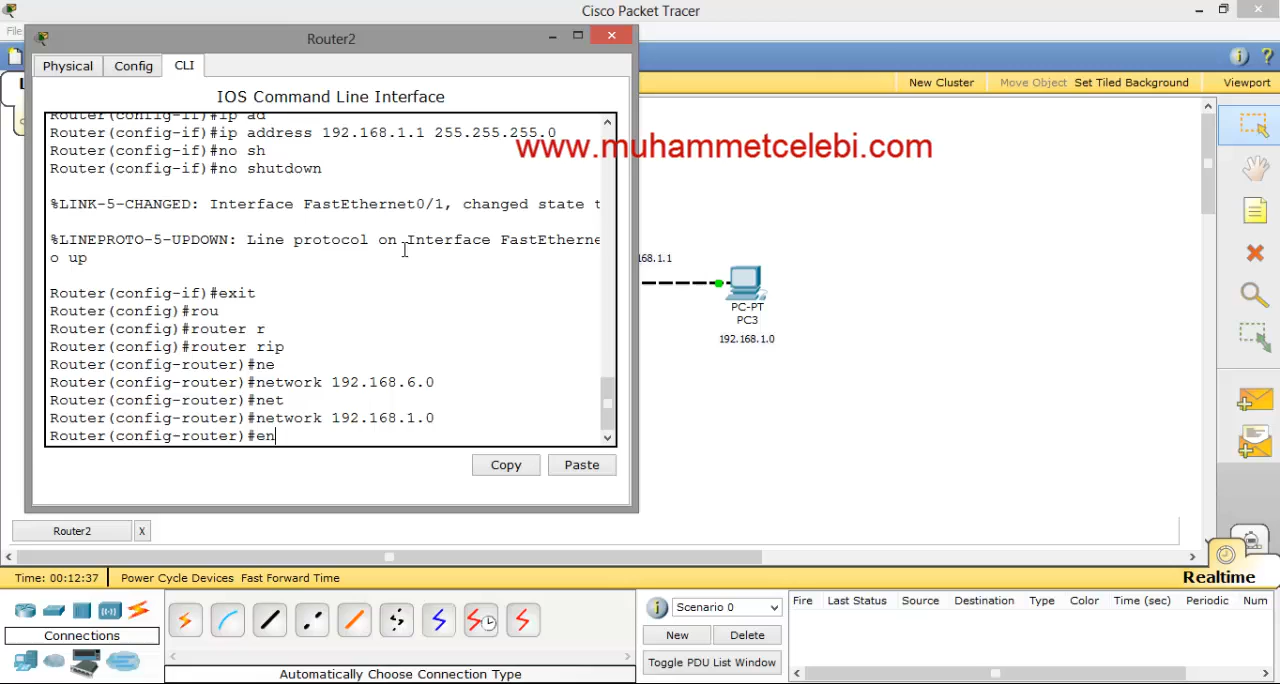 Cisco Packet Tracer
File
Router2
Physical
Config
CLI
New Cluster
Move Object
Set Tiled Background
Viewport
IOS Command Line Interface
Router(config-if)#ip ad
Router(config-if)#ip address 192.168.1.1 255.255.255.0
Router(config-if)#no sh
Router(config-if)#no shutdown
%LINK-5-CHANGED: Interface FastEthernet0/1, changed state t
%LINEPROTO-5-UPDOWN: Line protocol on Interface FastEtherne
o up
Router(config-if)#exit
Router(config)#rou
Router(config)#router r
Router(config)#router rip
Router(config-router)#ne
Router(config-router)#network 192.168.6.0
Router(config-router)#net
Router(config-router)#network 192.168.1.0
Router(config-router)#en
www.muhammetcelebi.com
68.1.1
PC-PT
PC3
192.168.1.0
Copy
Paste
Router2
X
Time: 00:12:37
Power Cycle Devices
Fast Forward Time
Realtime
Connections
Automatically Choose Connection Type
Scenario 0
New
Delete
Toggle PDU List Window
Fire
Last Status
Source
Destination
Type
Color
Time (sec)
Periodic
Num